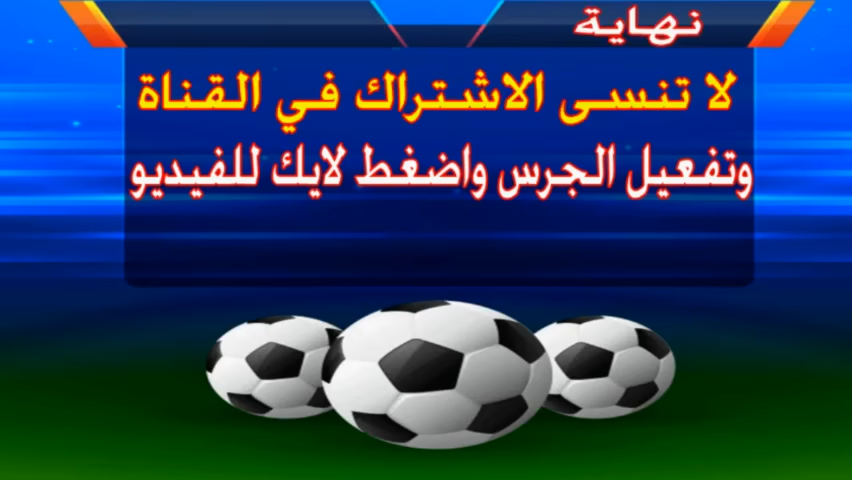 نهاية
لا تنسى الاشتراك في القناة
وتفعيل الجرس واضغط لايك للفيديو